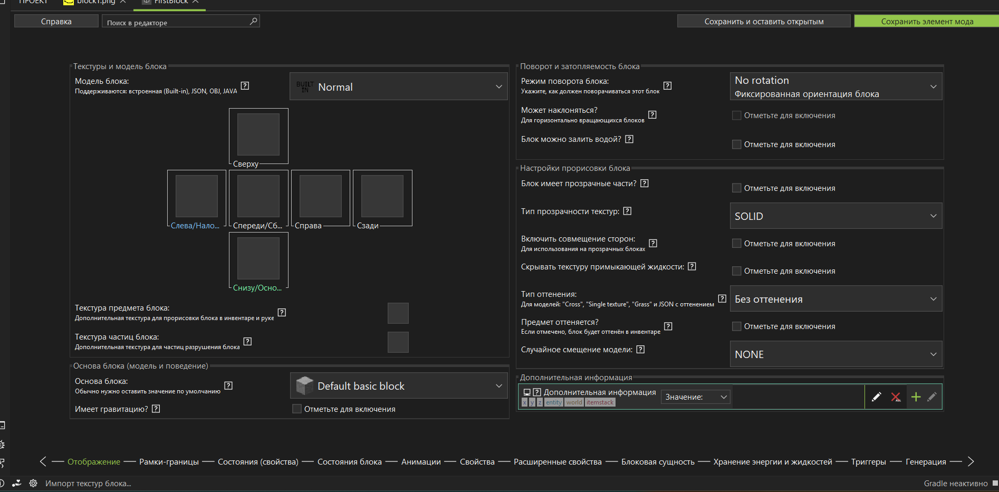 ПРОЕКТ block1.png FirstBlock
Справка Поиск в редакторе Сохранить и оставить открытым Сохранить элемент мода
Текстуры и модель блока
Модель блока:
Поддерживаются: встроенная (Built-in), JSON, OBJ, JAVA
BUILT IN Normal
Сверху
Слева/Нало... Спереди/Сб... Справа Сзади
Снизу/Осно...
Текстура предмета блока:
Дополнительная текстура для прорисовки блока в инвентаре и руке
Текстура частиц блока:
Дополнительная текстура для частиц разрушения блока
Основа блока (модель и поведение)
Основа блока:
Обычно нужно оставить значение по умолчанию
Default basic block
Имеет гравитацию? Отметьте для включения
Поворот и затопляемость блока
Режим поворота блока:
Укажите, как должен поворачиваться этот блок
No rotation
Фиксированная ориентация блока
Может наклоняться?
Для горизонтально вращающихся блоков
Отметьте для включения
Блок можно залить водой? Отметьте для включения
Настройки прорисовки блока
Блок имеет прозрачные части? Отметьте для включения
Тип прозрачности текстур: SOLID
Включить совмещение сторон:
Для использования на прозрачных блоках
Отметьте для включения
Скрывать текстуру примыкающей жидкости: Отметьте для включения
Тип оттенения:
Для моделей: "Cross", "Single texture", "Grass" и JSON с оттенением
Без оттенения
Предмет оттеняется?
Если отмечено, блок будет оттенён в инвентаре
Отметьте для включения
Случайное смещение модели: NONE
Дополнительная информация
Дополнительная информация
x y z entity world itemstack
Значение:
ALL
Отображение Рамки-границы Состояния (свойства) Состояния блока Анимации Свойства Расширенные свойства Блоковая сущность Хранение энергии и жидкостей Триггеры Генерация
Импорт текстур блока... Gradle неактивно